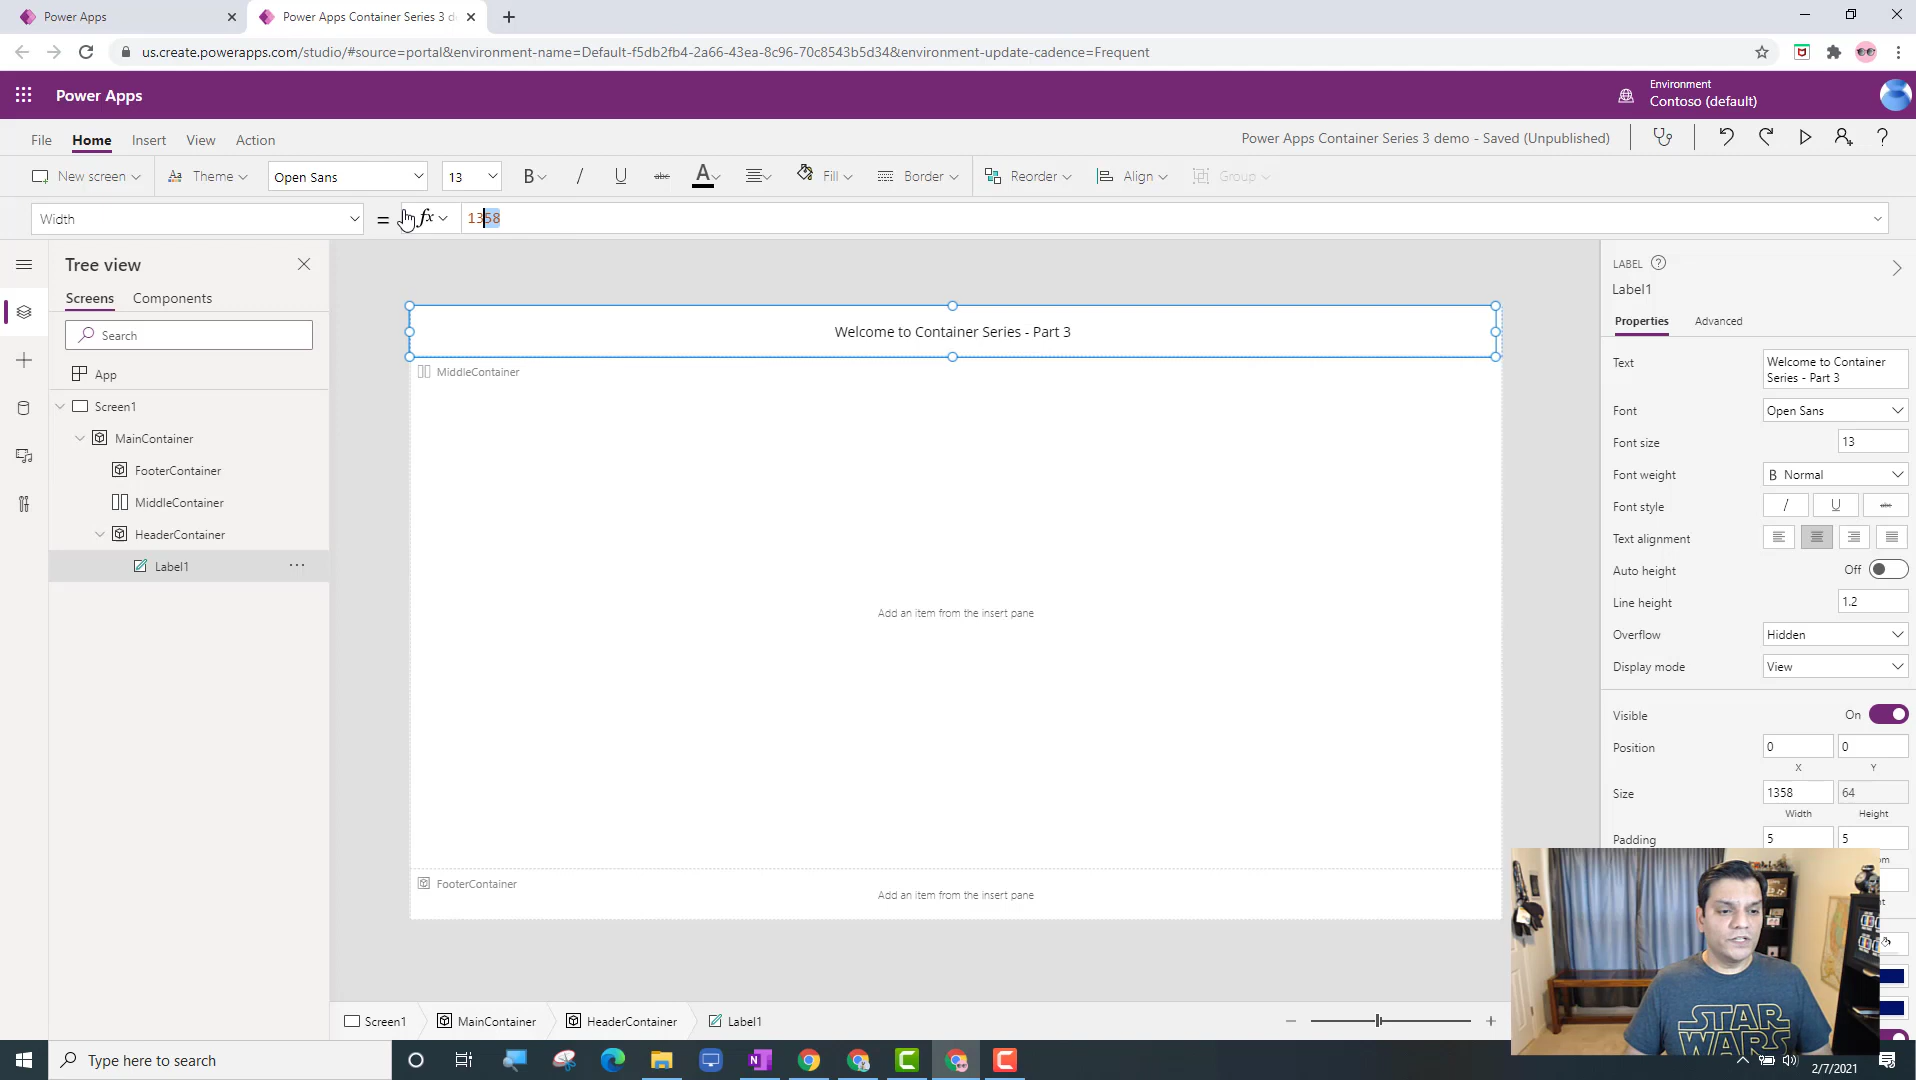 Power Apps
Power Apps Container Series 3 de
us.create.powerapps.com/studio/#source=portal&environment-name=Default-f5db2fb4-2a66-43ea-8c96-70c8543b5d34&environment-update-cadence=Frequent
Power Apps
Environment
Contoso (default)
File Home Insert View Action
Power Apps Container Series 3 demo - Saved (Unpublished)
New screen Theme Open Sans 13 B / U abc A Fill Border Reorder Align Group
Width = fx 1358
Tree view
Screens Components
Search
App
Screen1
MainContainer
FooterContainer
MiddleContainer
HeaderContainer
Label1
Welcome to Container Series - Part 3
MiddleContainer
Add an item from the insert pane
FooterContainer
Add an item from the insert pane
Screen1 MainContainer HeaderContainer Label1
LABEL
Label1
Properties Advanced
Text Welcome to Container
Series - Part 3
Font Open Sans
Font size 13
Font weight B Normal
Font style / U abc
Text alignment
Auto height Off
Line height 1.2
Overflow Hidden
Display mode View
Visible On
Position 0 0
X Y
Size 1358 64
Width Height
Padding 5 5
om
STAR
WARS
Type here to search
2/7/2021